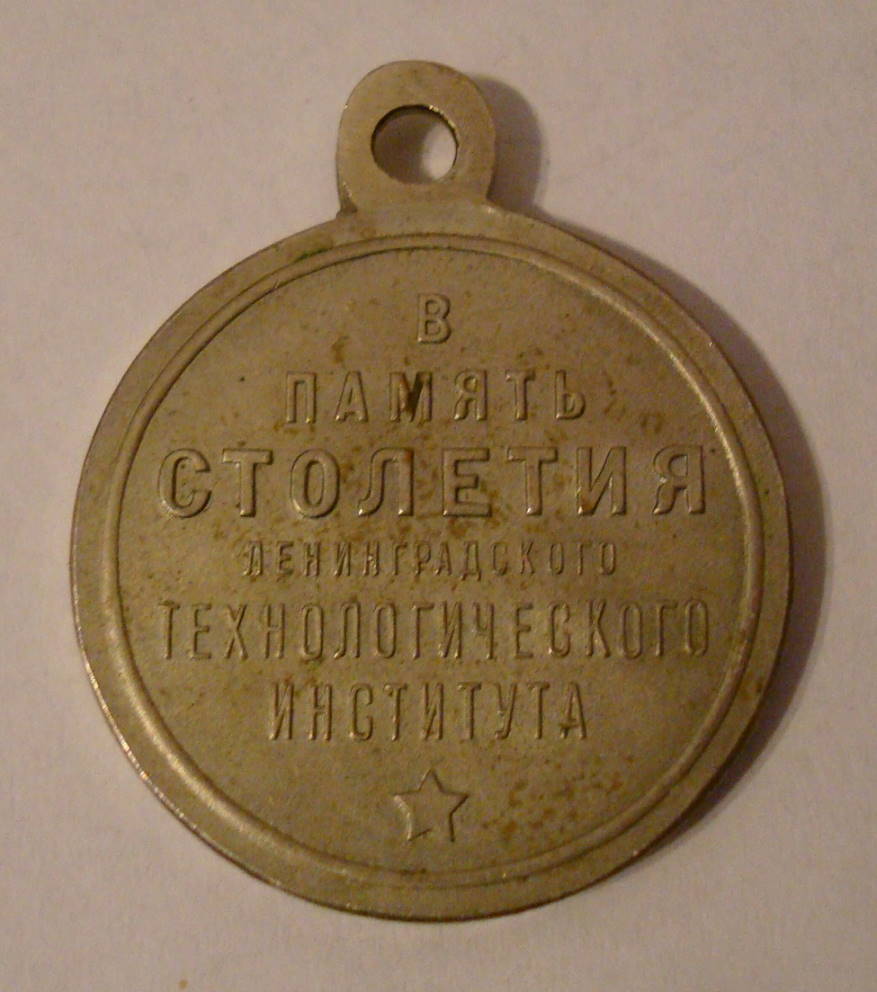 В
ПАМЯТЬ
СТОЛЕТИЯ
ЛЕНИНГРАДСКОГО
ТЕХНОЛОГИЧЕСКОГО
ИНСТИТУТА